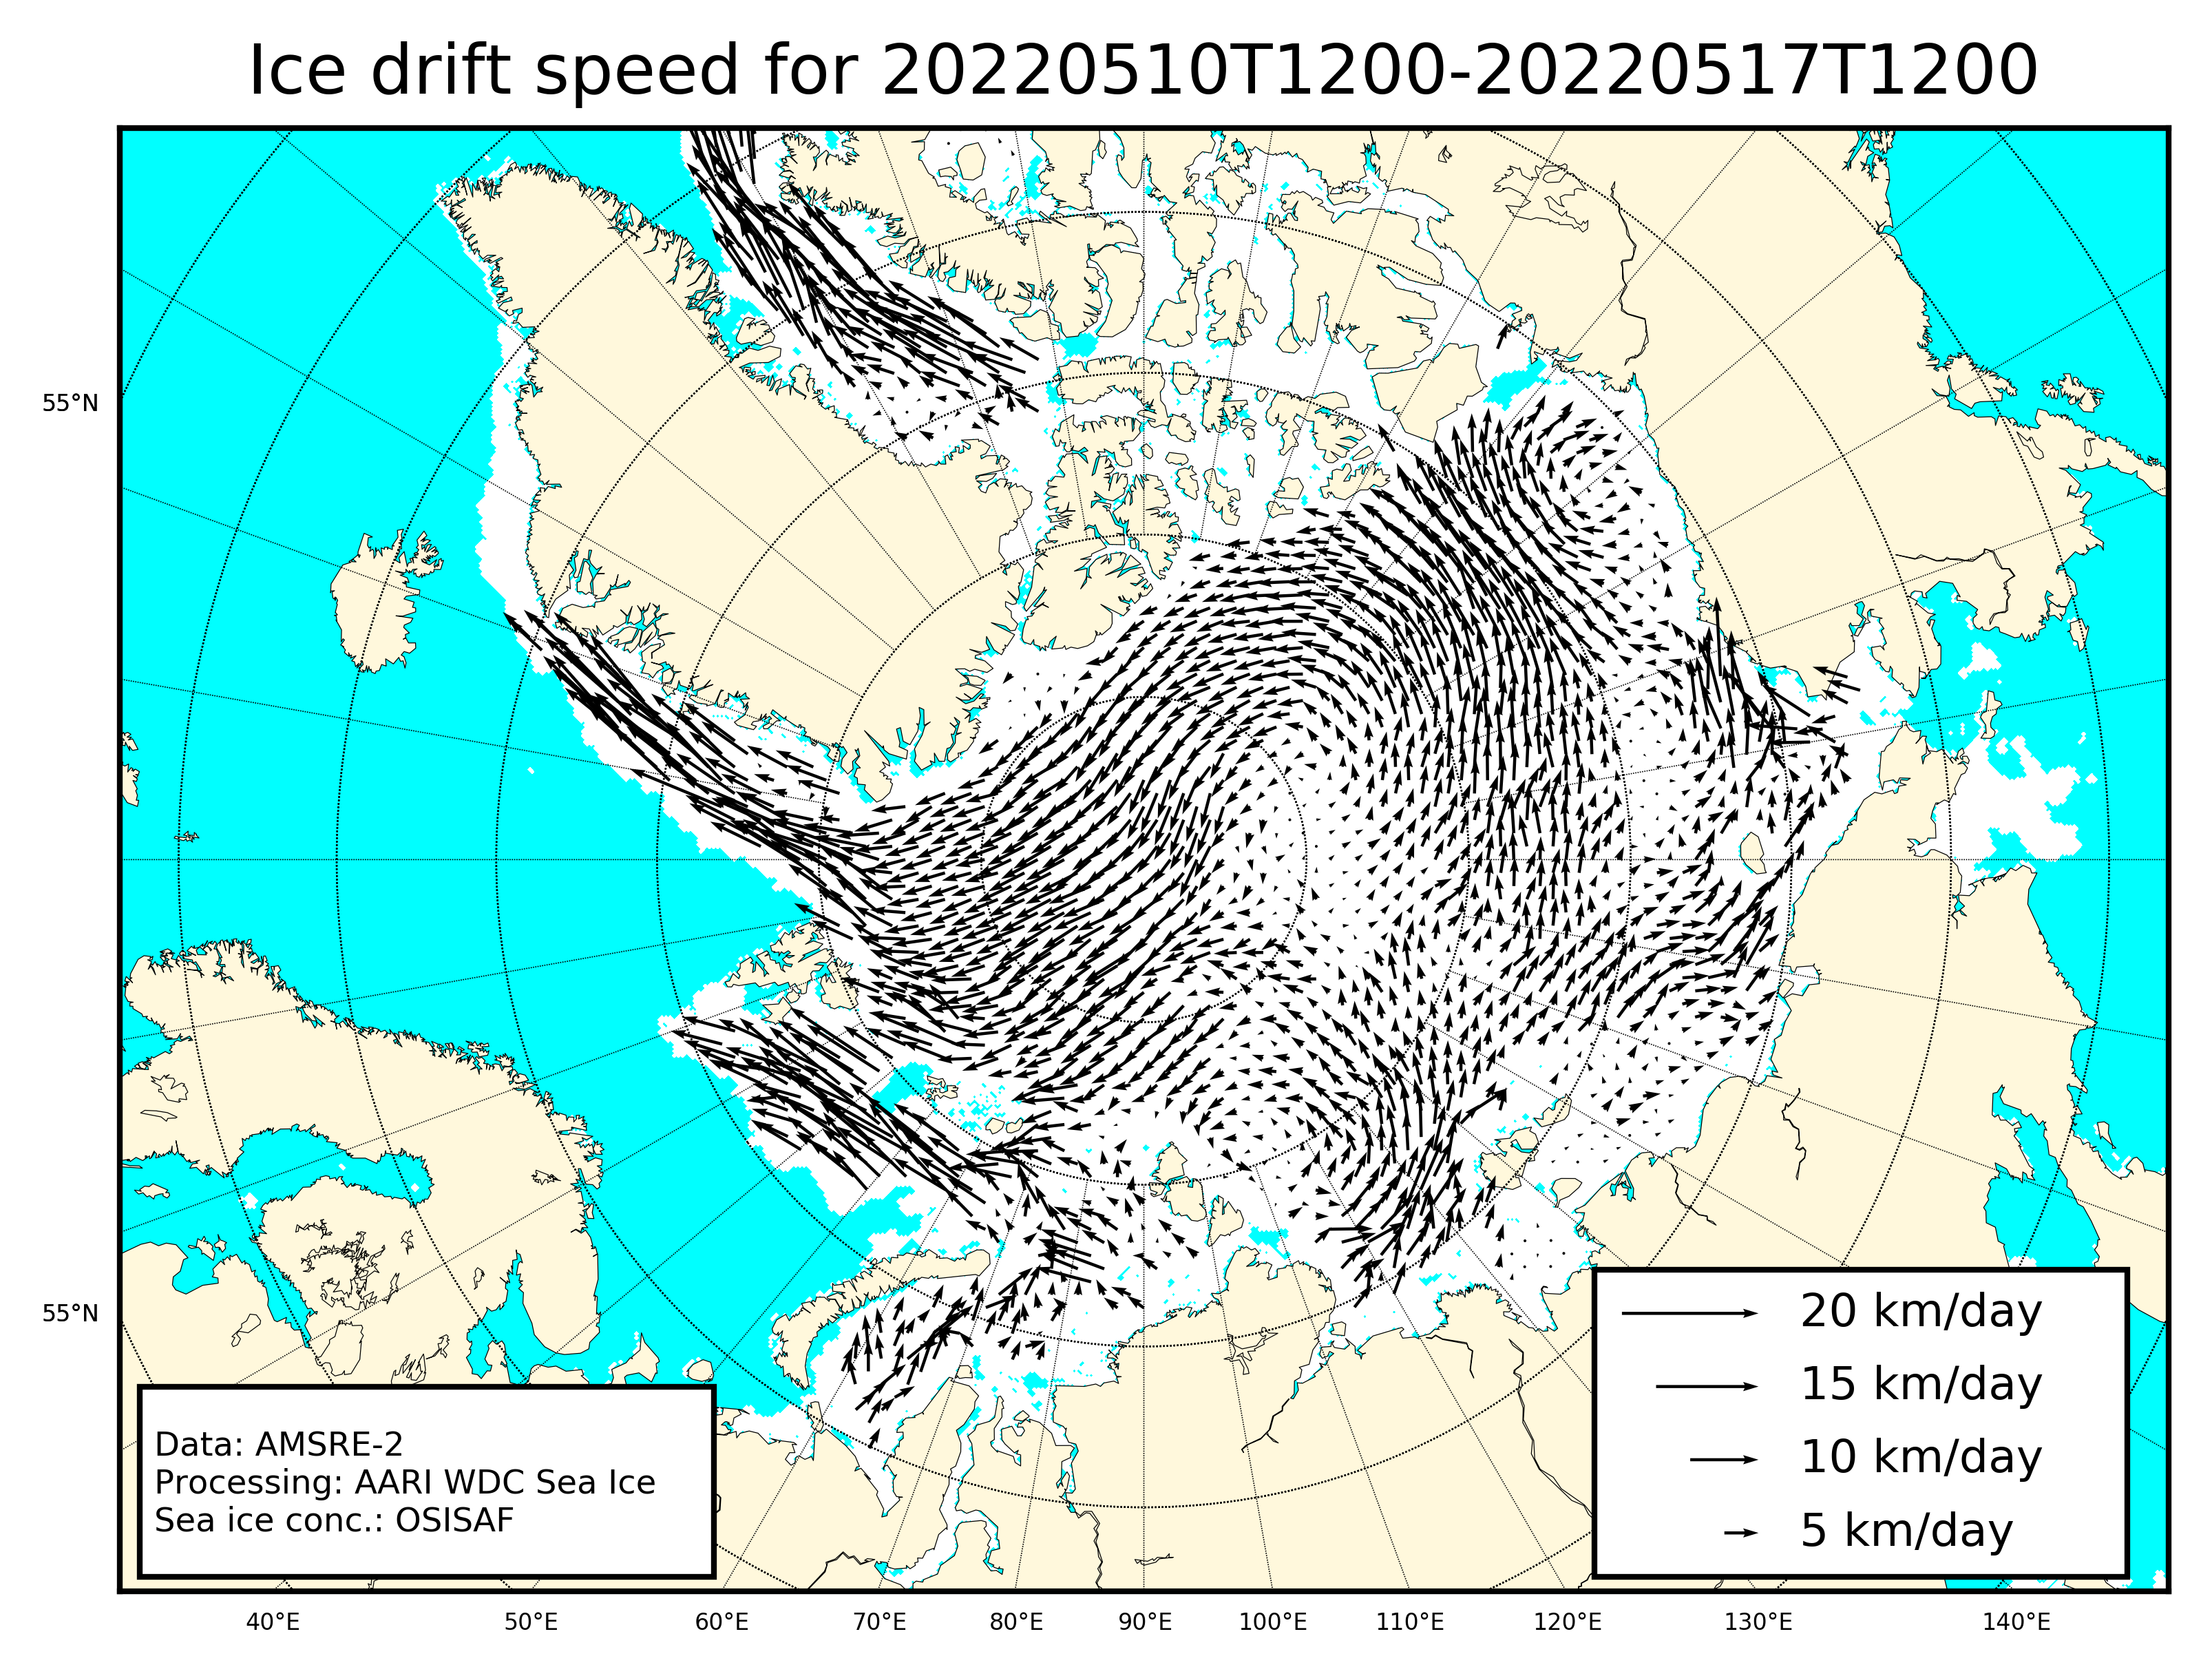 Ice drift speed for 20220510T1200-20220517T1200
55°N
55°N
20 km/day
15 km/day
10 km/day
5 km/day
Data: AMSRE-2
Processing: AARI WDC Sea Ice
Sea ice conc.: OSISAF
40°E 50°E 60°E 70°E 80°E 90°E 100°E 110°E 120°E 130°E 140°E